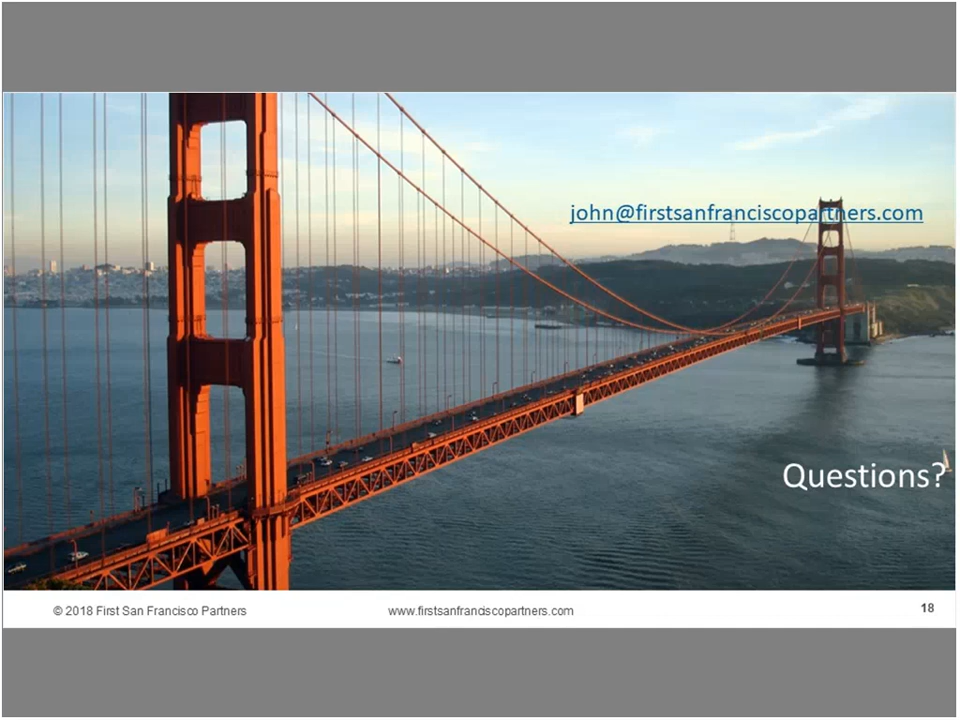 john@firstsanfranciscopartners.com
Questions?
© 2018 First San Francisco Partners
www.firstsanfranciscopartners.com
18